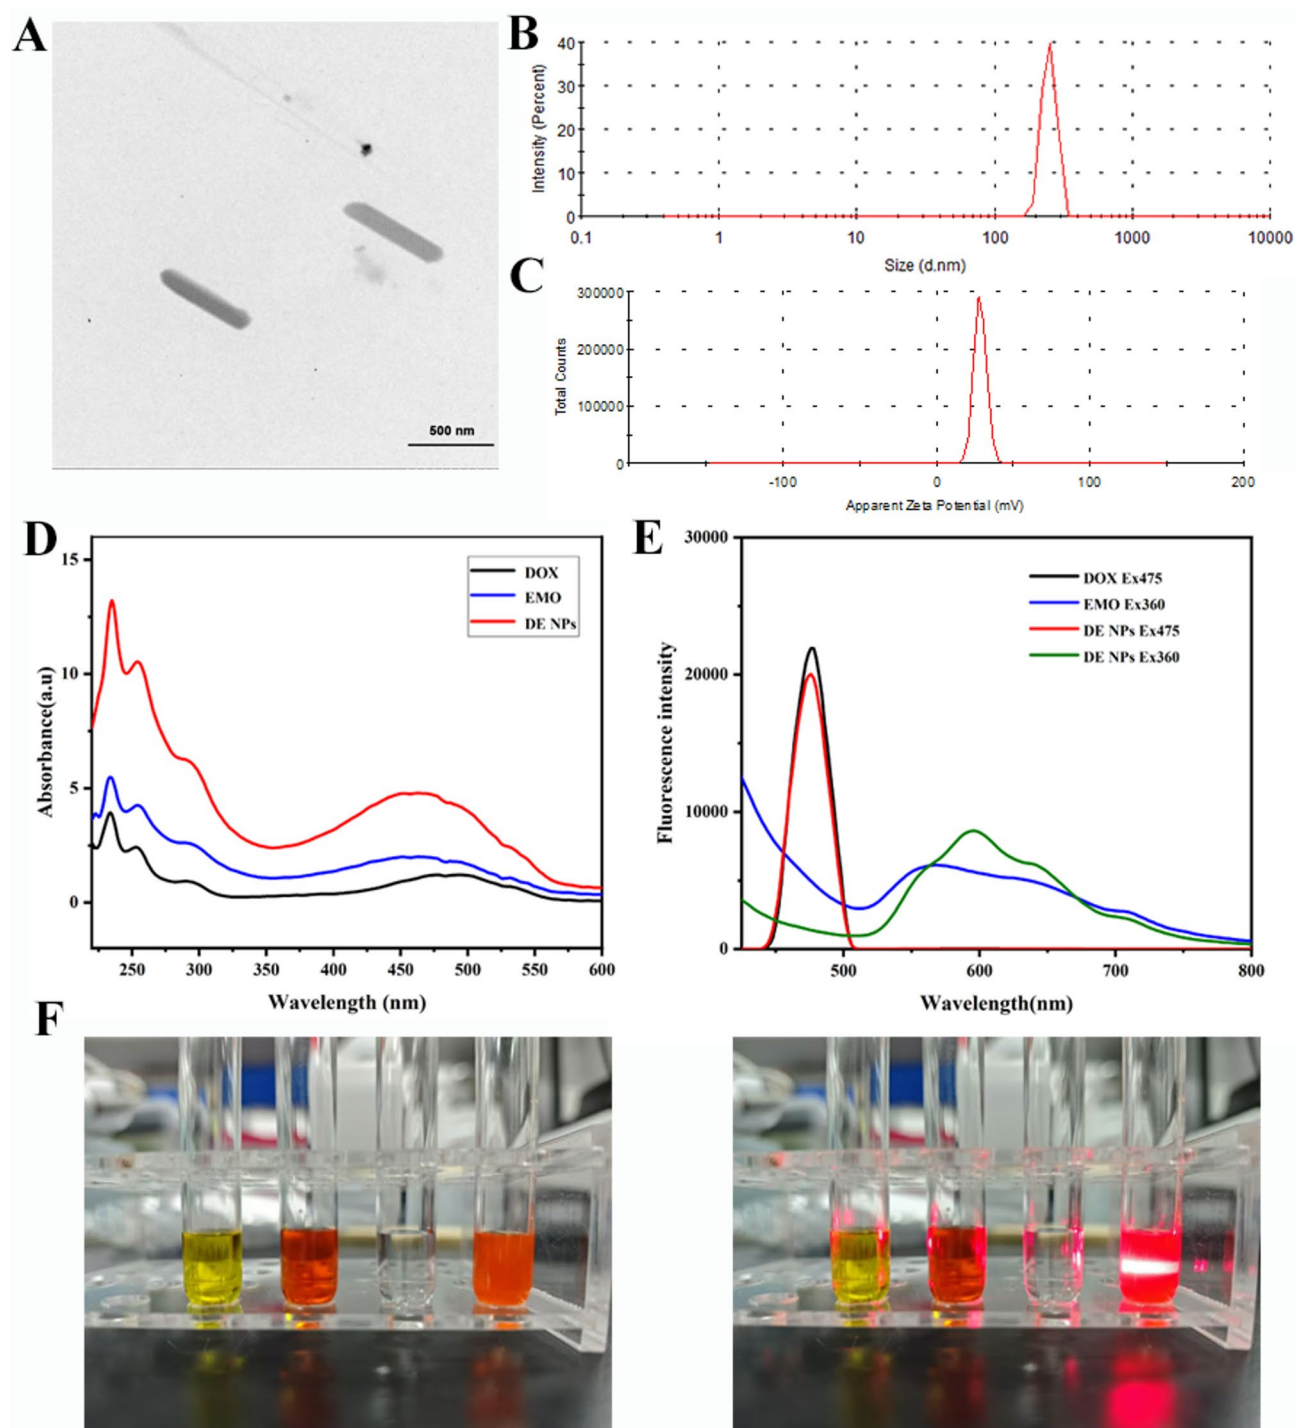 A
500 nm
B
Intensity (Percent)
40
30
20
10
0
0.1 1 10 100 1000 10000
Size (d.nm)
C
Total Counts
300000
200000
100000
0
-100 0 100 200
Apparent Zeta Potential (mV)
D
Absorbance(a.u)
15
10
5
0
DOX
EMO
DE NPs
250 300 350 400 450 500 550 600
Wavelength (nm)
E
Fluorescence intensity
30000
20000
10000
0
DOX Ex475
EMO Ex360
DE NPs Ex475
DE NPs Ex360
500 600 700 800
Wavelength(nm)
F